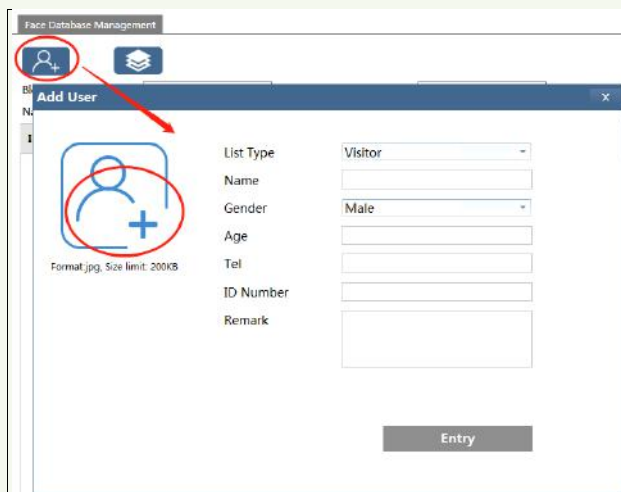 Face Database Management
Add User
x
List Type
Visitor
Name
Gender
Male
Age
Format:jpg, Size limit: 200KB
Tel
ID Number
Remark
Entry